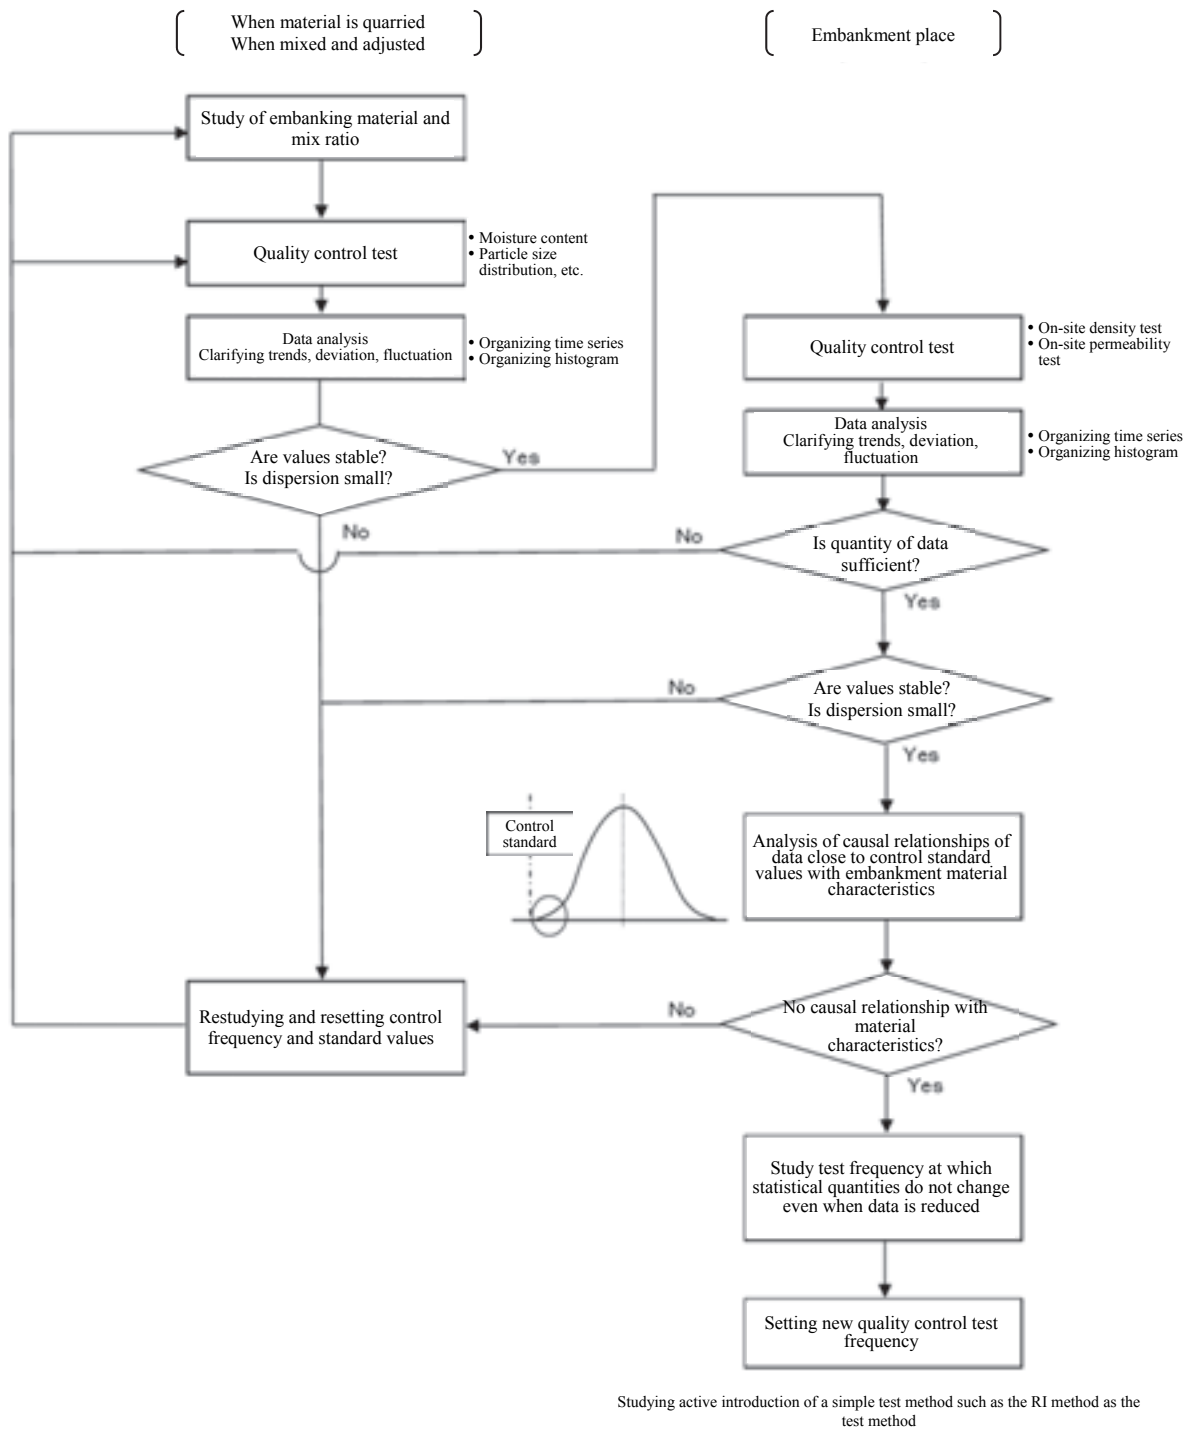 When material is quarried
When mixed and adjusted
Embankment place
Study of embanking material and
mix ratio
Quality control test
• Moisture content
• Particle size
distribution, etc.
Data analysis
Clarifying trends, deviation, fluctuation
• Organizing time series
• Organizing histogram
Are values stable?
Is dispersion small?
Yes
No
Quality control test
• On-site density test
• On-site permeability
test
Data analysis
Clarifying trends, deviation,
fluctuation
• Organizing time series
• Organizing histogram
No
Is quantity of data
sufficient?
Yes
No
Are values stable?
Is dispersion small?
Yes
Control
standard
Analysis of causal relationships of
data close to control standard
values with embankment material
characteristics
Restudying and resetting control
frequency and standard values
No
No causal relationship with
material
characteristics?
Yes
Study test frequency at which
statistical quantities do not change
even when data is reduced
Setting new quality control test
frequency
Studying active introduction of a simple test method such as the RI method as the
test method